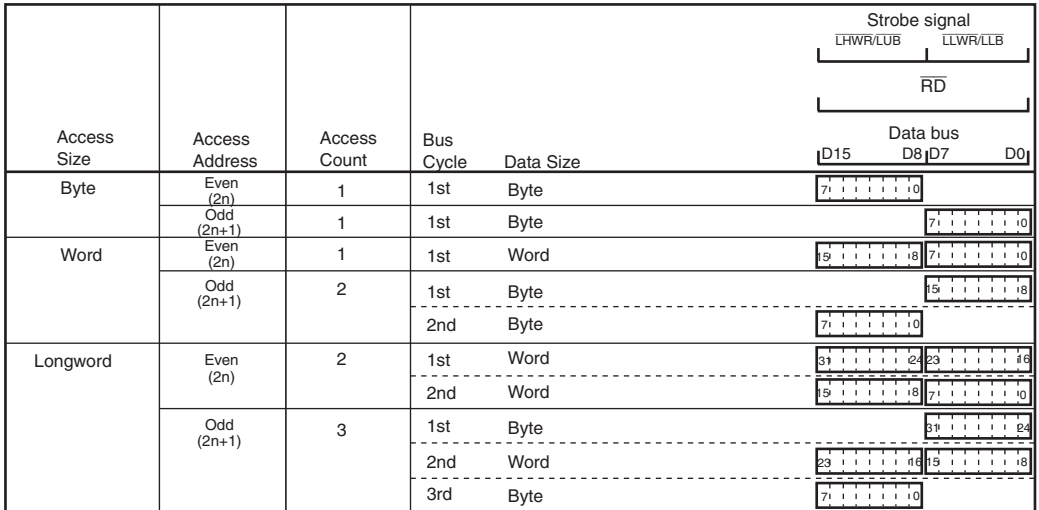 Strobe signal
LHWR/LUB LLWR/LLB
RD
Access Size Access Address Access Count Bus Cycle Data Size Data bus
D15 D8 D7 D0
Byte Even (2n) 1 1st Byte 7 0
Odd (2n+1) 1 1st Byte 7 0
Word Even (2n) 1 1st Word 15 8 7 0
Odd (2n+1) 2 1st Byte 15 8
2nd Byte 7 0
Longword Even (2n) 2 1st Word 31 24 23 16
2nd Word 15 8 7 0
Odd (2n+1) 3 1st Byte 31 24
2nd Word 23 16 15 8
3rd Byte 7 0